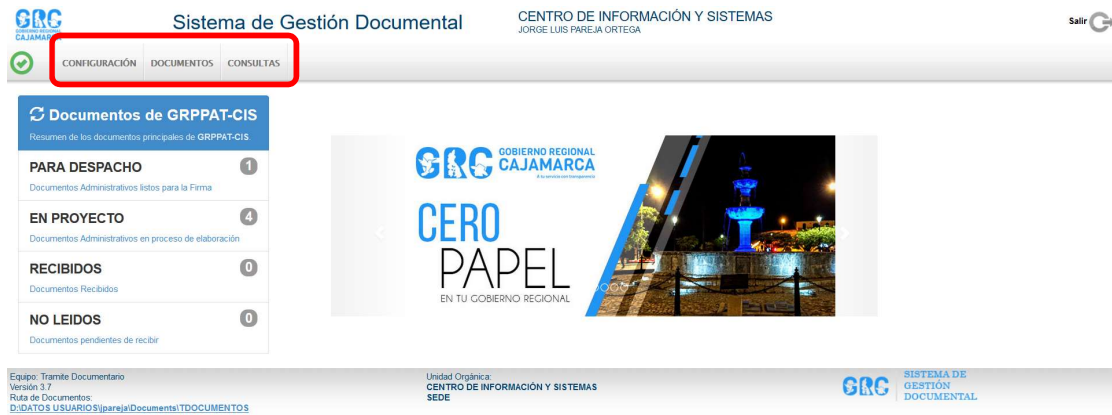 GRC
GOBIERNO REGIONAL
CAJAMARCA
Sistema de Gestión Documental
CENTRO DE INFORMACIÓN Y SISTEMAS
JORGE LUIS PAREJA ORTEGA
Salir
CONFIGURACIÓN DOCUMENTOS CONSULTAS
Documentos de GRPPAT-CIS
Resumen de los documentos principales de GRPPAT-CIS.
PARA DESPACHO 1
Documentos Administrativos listos para la Firma
EN PROYECTO 4
Documentos Administrativos en proceso de elaboración
RECIBIDOS 0
Documentos Recibidos
NO LEIDOS 0
Documentos pendientes de recibir
GRC GOBIERNO REGIONAL
CAJAMARCA
A tu servicio con transparencia
CERO
PAPEL
EN TU GOBIERNO REGIONAL
Equipo: Tramite Documentario
Versión 3.7
Ruta de Documentos:
D:\DATOS USUARIOS\jpareja\Documents\TDOCUMENTOS
Unidad Orgánica:
CENTRO DE INFORMACIÓN Y SISTEMAS
SEDE
GRC
SISTEMA DE
GESTIÓN
DOCUMENTAL